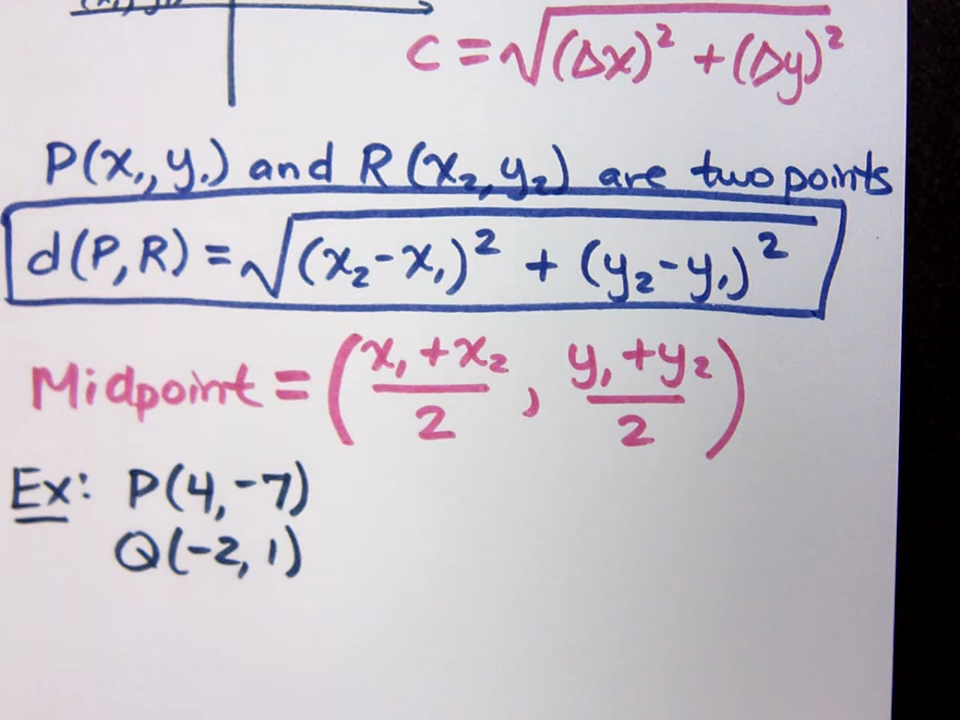 c = √(Δx)² + (Δy)²
P(x₁, y₁) and R(x₂, y₂) are two points
d(P, R) = √(x₂ - x₁)² + (y₂ - y₁)²
Midpoint = (x₁ + x₂ / 2, y₁ + y₂ / 2)
Ex: P(4, -7)
Q(-2, 1)